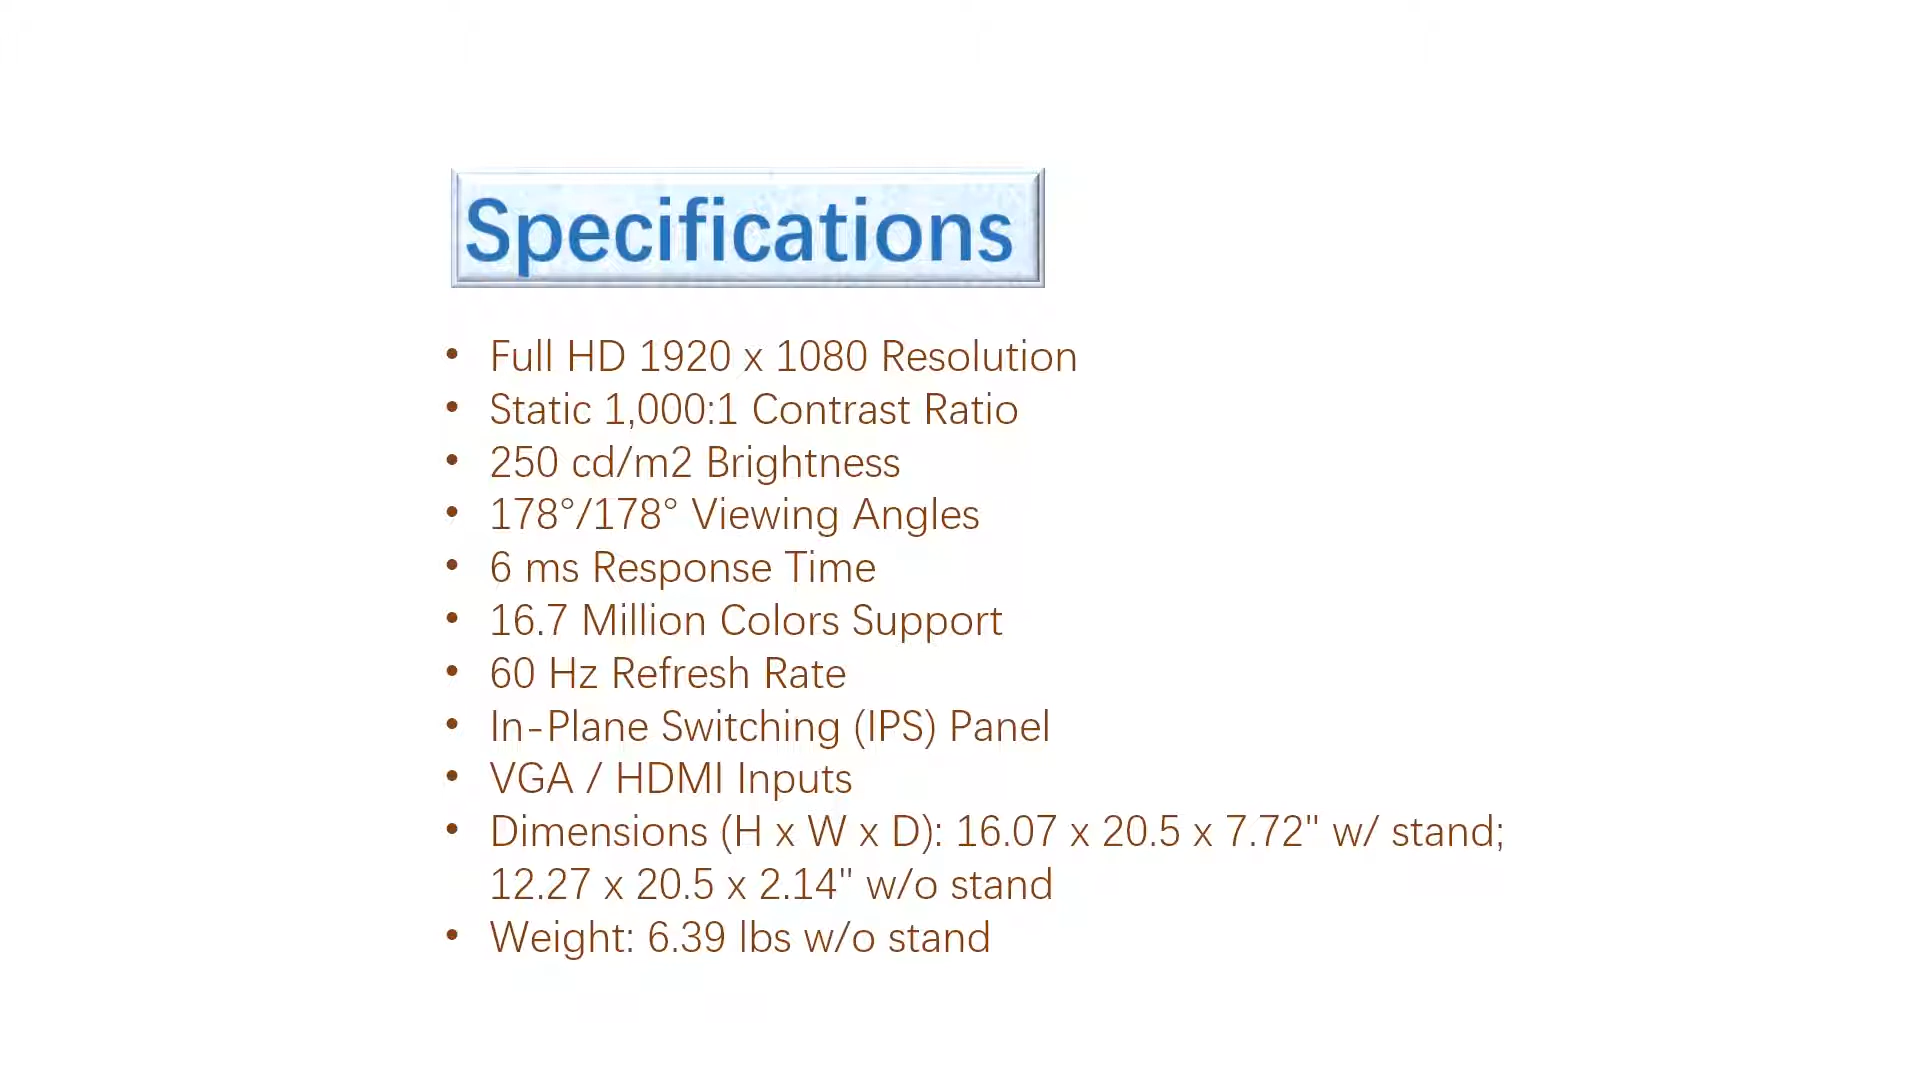 Specifications
• Full HD 1920 x 1080 Resolution
• Static 1,000:1 Contrast Ratio
• 250 cd/m2 Brightness
• 178°/178° Viewing Angles
• 6 ms Response Time
• 16.7 Million Colors Support
• 60 Hz Refresh Rate
• In-Plane Switching (IPS) Panel
• VGA / HDMI Inputs
• Dimensions (H x W x D): 16.07 x 20.5 x 7.72" w/ stand;
12.27 x 20.5 x 2.14" w/o stand
• Weight: 6.39 lbs w/o stand